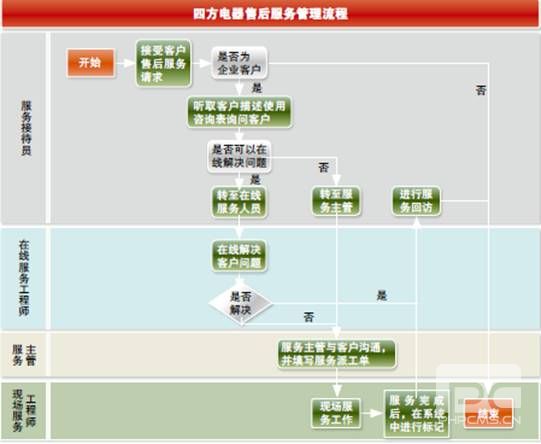 四方电器售后服务管理流程
服务接待员
开始
接受客户
售后服务
请求
是否为
企业客户
否
是
听取客户描述使用
咨询表询问客户
是否可以在
线解决问题
否
是
转至在线
服务人员
转至服
务主管
进行服
务回访
在线服务工程师
在线解决
客户问题
是否
解决
是
否
服务
主管
服务主管与客户沟通，
并填写服务派工单
现场服务
工程师
现场服
务工作
服务完成
后，在系统
中进行标记
结束
PHPCMS.CN